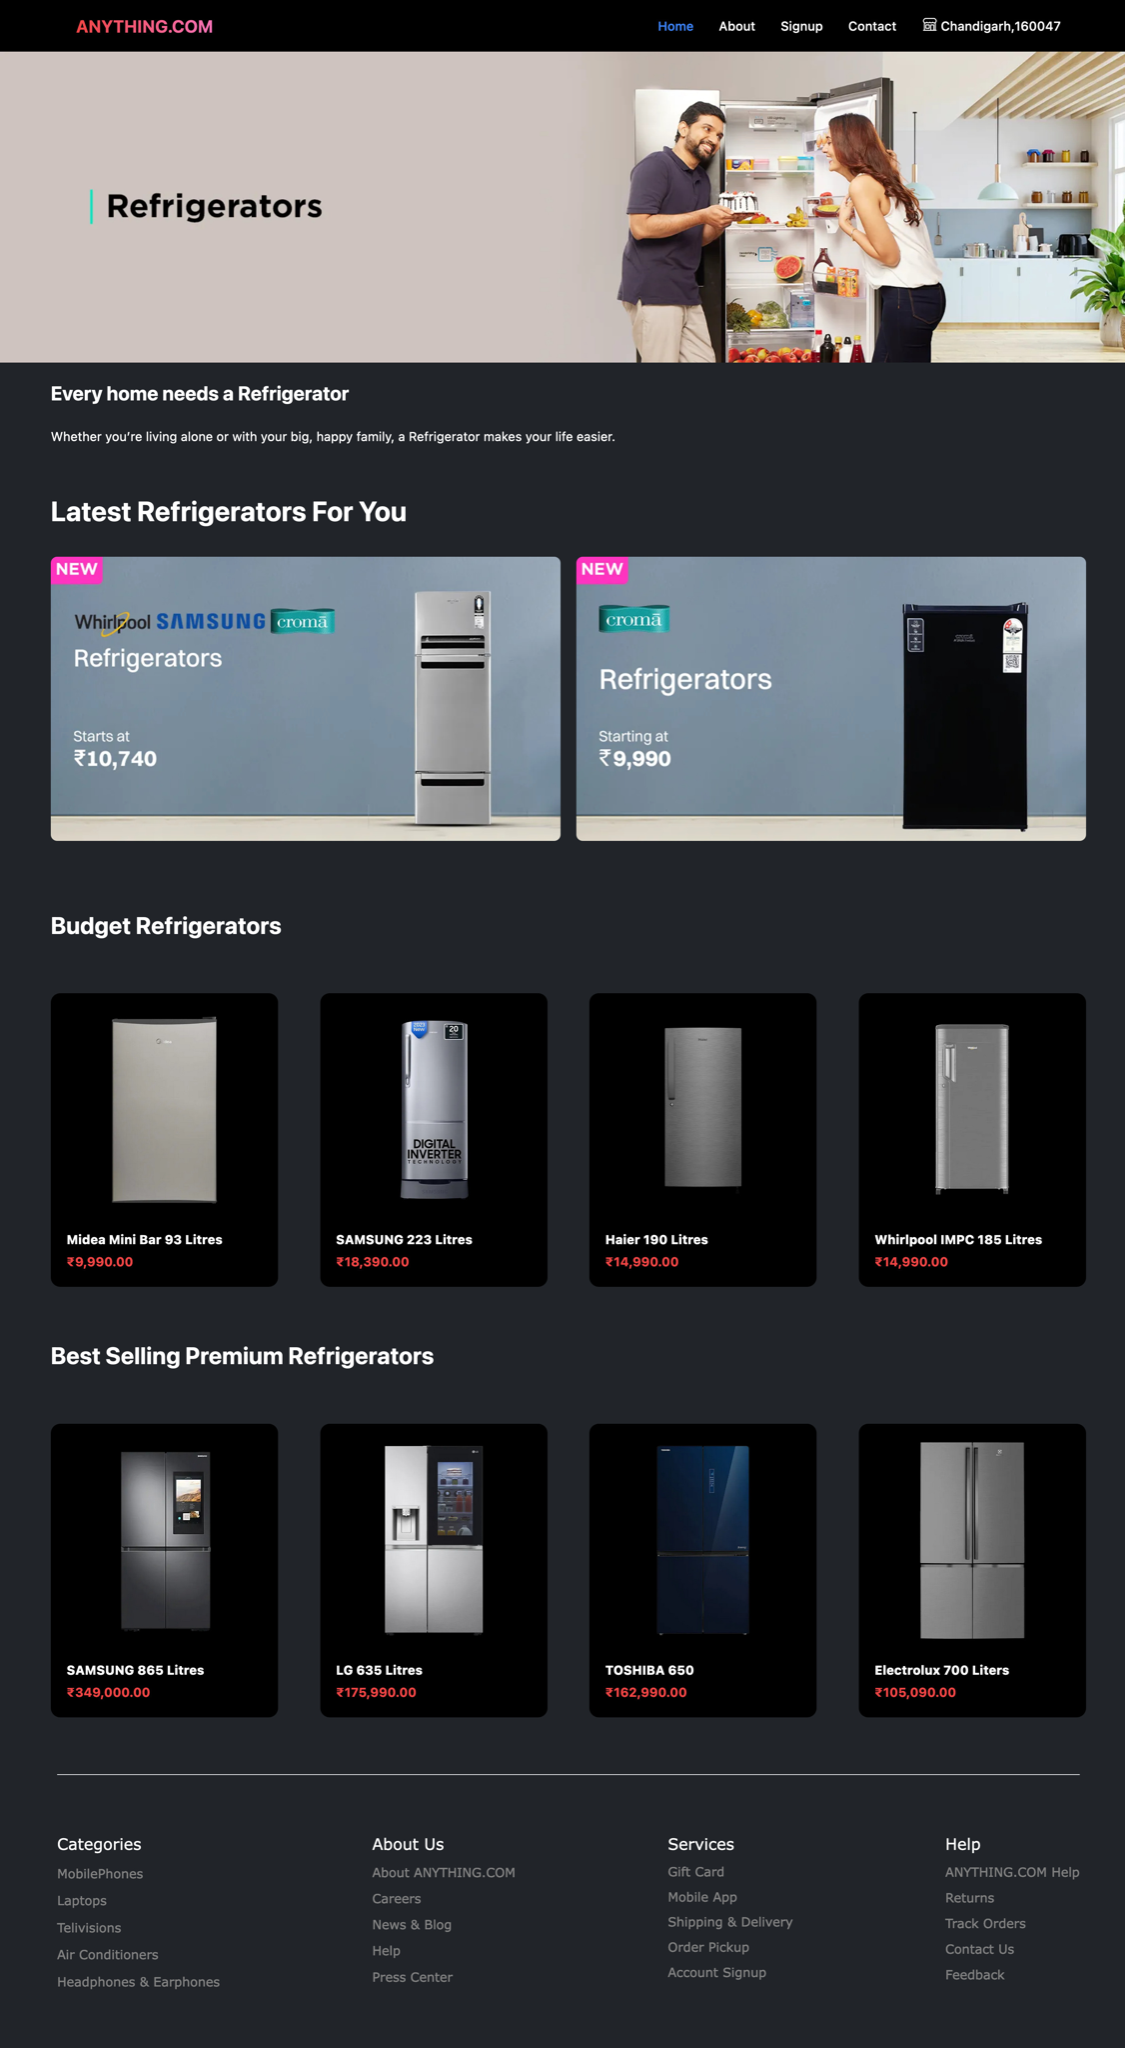 ANYTHING.COM
Home About Signup Contact Chandigarh,160047
Refrigerators
Every home needs a Refrigerator
Whether you're living alone or with your big, happy family, a Refrigerator makes your life easier.
Latest Refrigerators For You
NEW
Whirlpool SAMSUNG cromā
Refrigerators
Starts at
₹10,740
NEW
cromā
Refrigerators
Starting at
₹9,990
Budget Refrigerators
20
DIGITAL
INVERTER
TECHNOLOGY
Midea Mini Bar 93 Litres
₹9,990.00
SAMSUNG 223 Litres
₹18,390.00
Haier 190 Litres
₹14,990.00
Whirlpool IMPC 185 Litres
₹14,990.00
Best Selling Premium Refrigerators
SAMSUNG 865 Litres
₹349,000.00
LG 635 Litres
₹175,990.00
TOSHIBA 650
₹162,990.00
Electrolux 700 Liters
₹105,090.00
Categories
MobilePhones
Laptops
Telivisions
Air Conditioners
Headphones & Earphones
About Us
About ANYTHING.COM
Careers
News & Blog
Help
Press Center
Services
Gift Card
Mobile App
Shipping & Delivery
Order Pickup
Account Signup
Help
ANYTHING.COM Help
Returns
Track Orders
Contact Us
Feedback